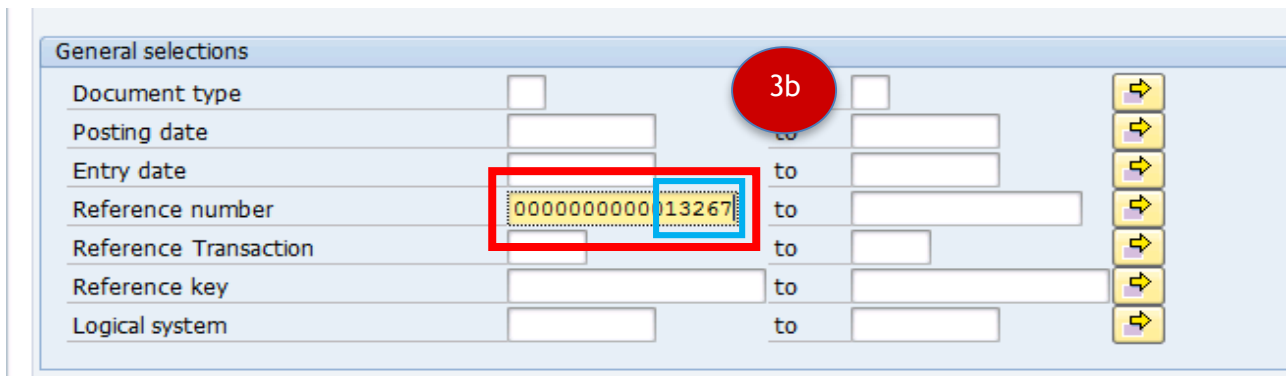 General selections
3b
Document type
Posting date to
Entry date to
Reference number 0000000000013267 to
Reference Transaction to
Reference key to
Logical system to